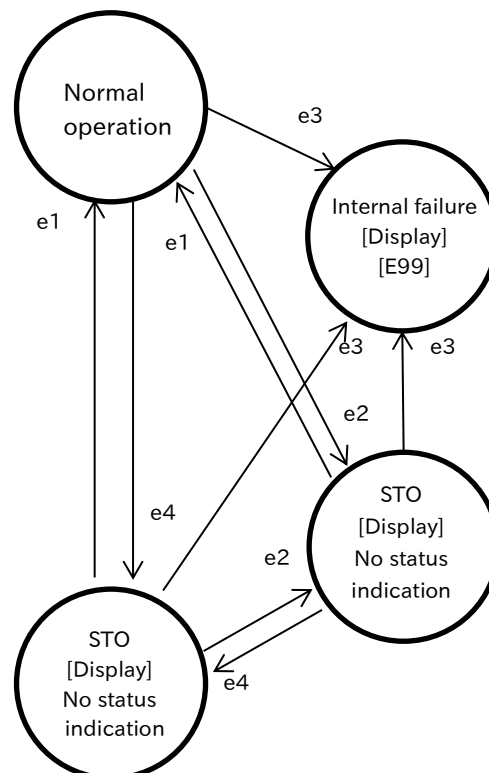 Normal
operation
e3
Internal failure
[Display]
[E99]
e1
e1
e3
e3
e2
STO
[Display]
No status
indication
e4
e2
STO
[Display]
No status
indication
e4